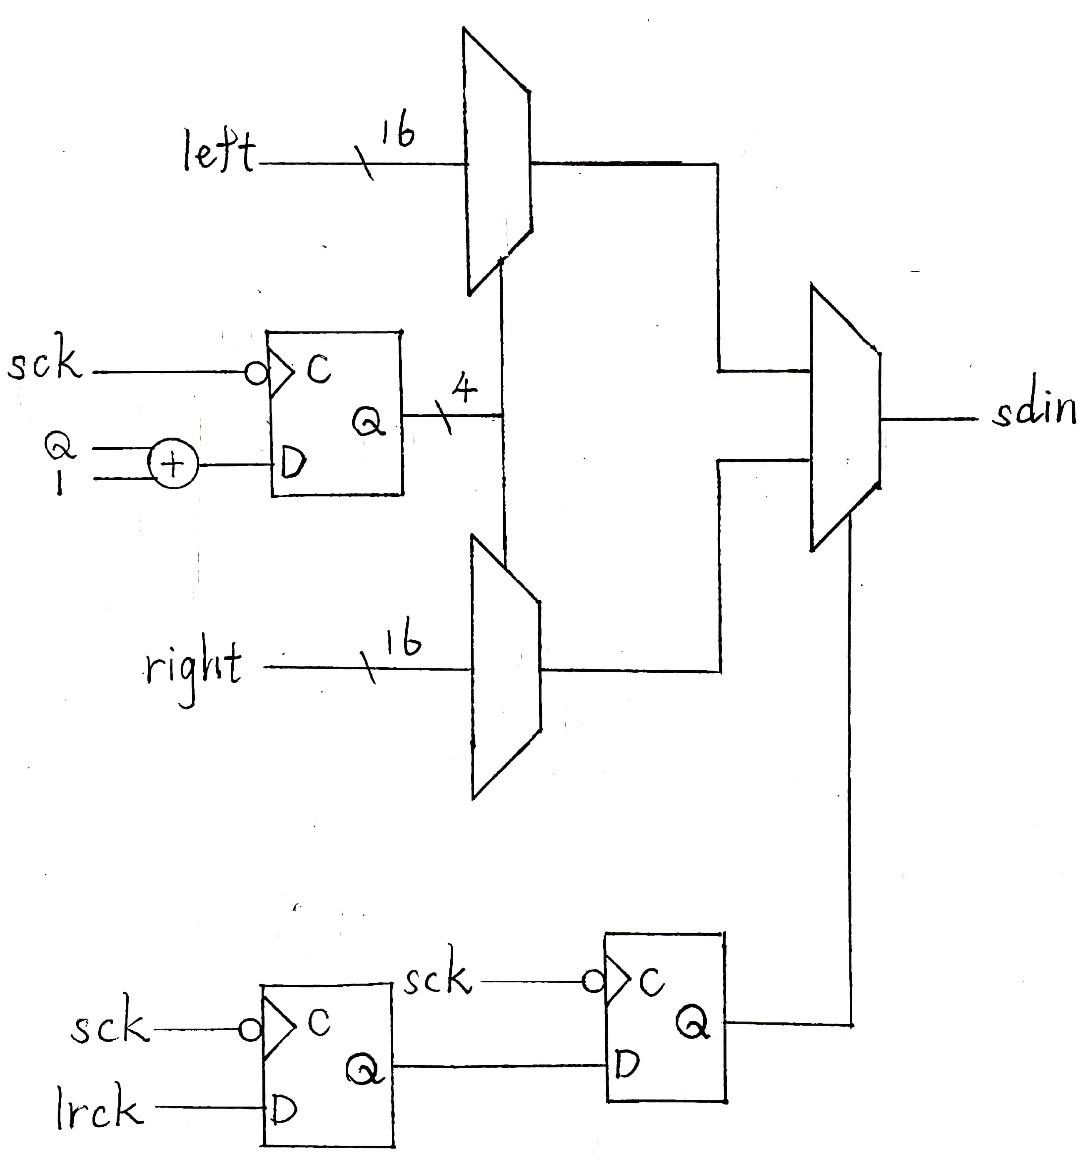 left 16
sck C
4
Q
Q
1 + D
sdin
right 16
sck C
Q
sck C
Q
D
lrck D